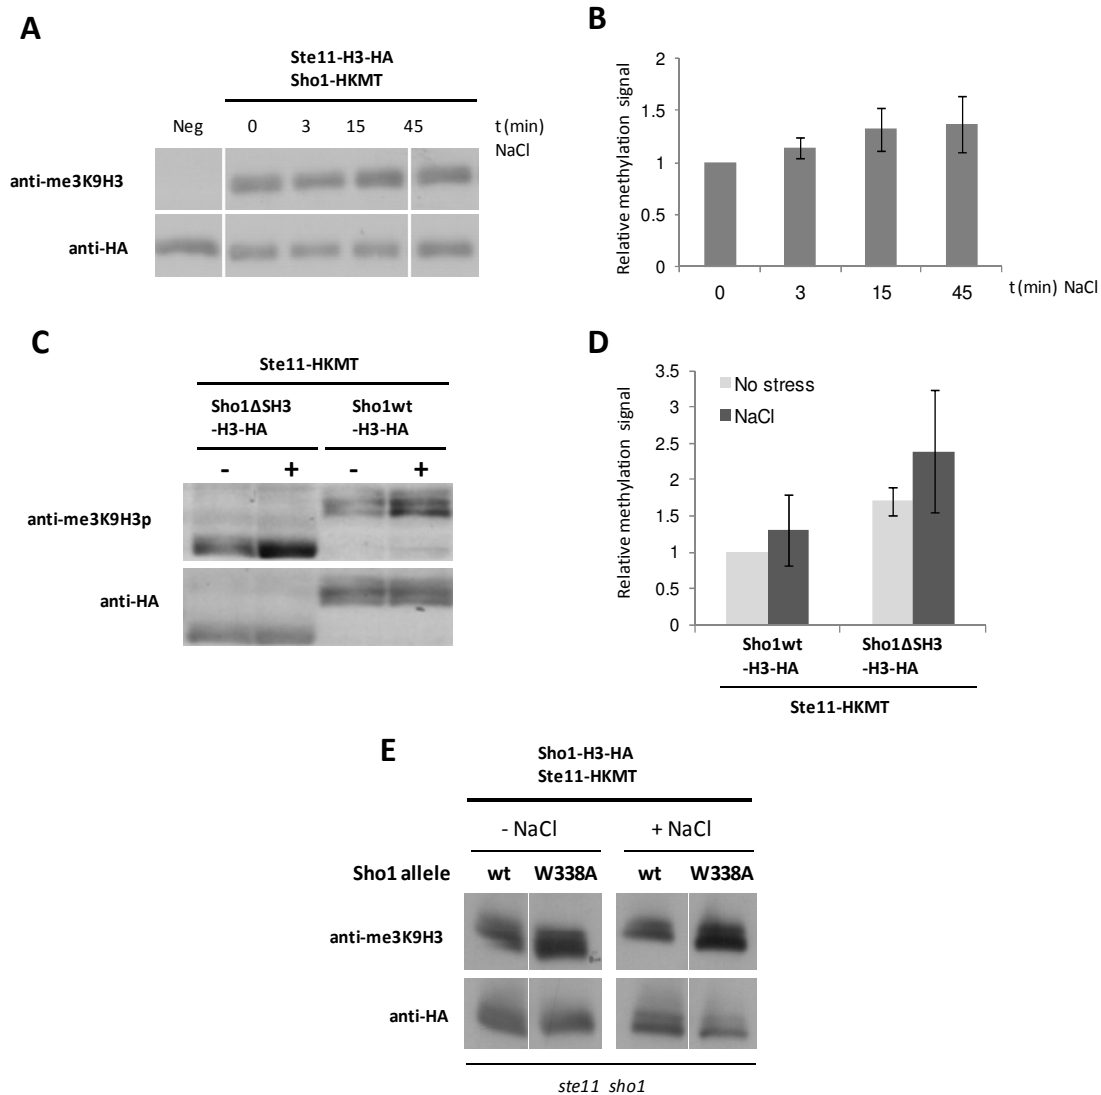 A
Ste11-H3-HA
Sho1-HKMT
Neg 0 3 15 45 t (min)
NaCl
anti-me3K9H3
anti-HA
B
Relative methylation signal
2
1.5
1
0.5
0
0 3 15 45 t (min) NaCl
C
Ste11-HKMT
Sho1ΔSH3 Sho1wt
-H3-HA -H3-HA
- + - +
anti-me3K9H3p
anti-HA
D
Relative methylation signal
3.5
3
2.5
2
1.5
1
0.5
0
No stress
NaCl
Sho1wt Sho1ΔSH3
-H3-HA -H3-HA
Ste11-HKMT
E
Sho1-H3-HA
Ste11-HKMT
- NaCl + NaCl
Sho1 allele wt W338A wt W338A
anti-me3K9H3
anti-HA
ste11 sho1